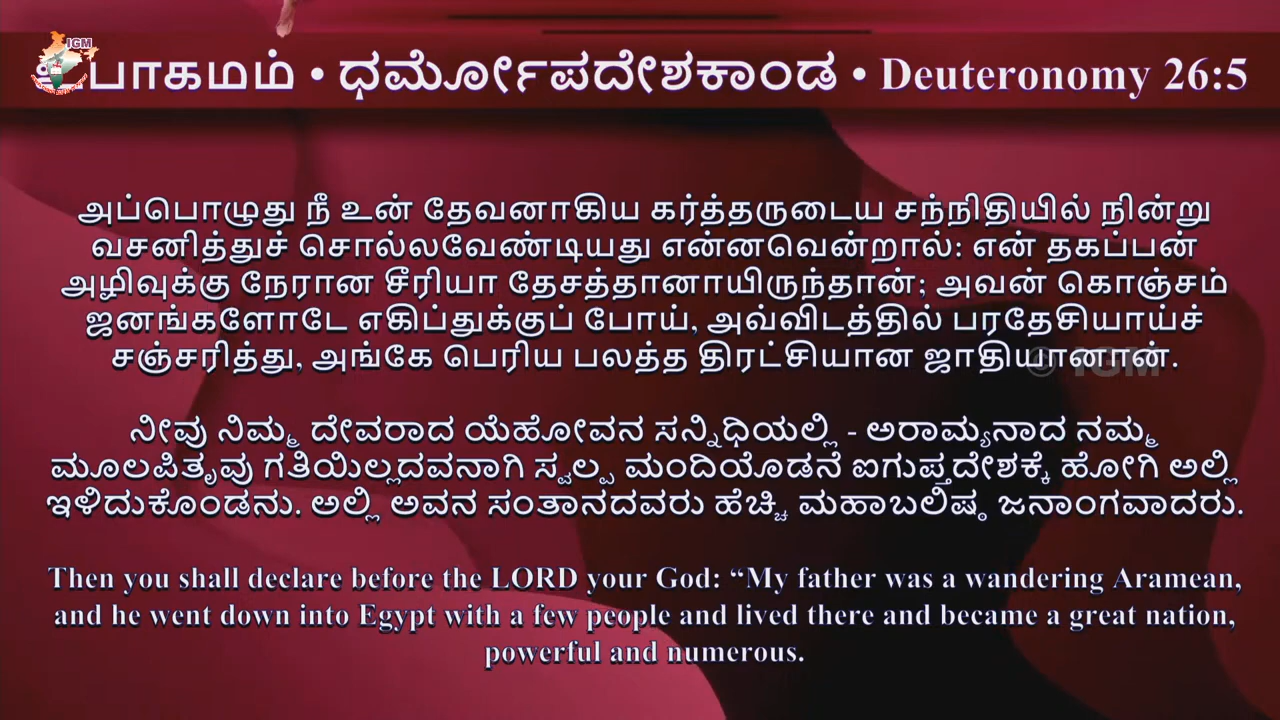 IGM
பாகமம் • ಧರ್ಮೋಪದೇಶಕಾಂಡ • Deuteronomy 26:5
அப்பொழுது நீ உன் தேவனாகிய கர்த்தருடைய சந்நிதியில் நின்று
வசனித்துச் சொல்லவேண்டியது என்னவென்றால்: என் தகப்பன்
அழிவுக்கு நேரான சீரியா தேசத்தானாயிருந்தான்; அவன் கொஞ்சம்
ஜனங்களோடே எகிப்துக்குப் போய், அவ்விடத்தில் பரதேசியாய்ச்
சஞ்சரித்து, அங்கே பெரிய பலத்த திரட்சியான ஜாதியானான்.
© IGM
ನೀವು ನಿಮ್ಮ ದೇವರಾದ ಯೆಹೋವನ ಸನ್ನಿಧಿಯಲ್ಲಿ - ಅರಾಮ್ಯನಾದ ನಮ್ಮ
ಮೂಲಪಿತೃವು ಗತಿಯಿಲ್ಲದವನಾಗಿ ಸ್ವಲ್ಪ ಮಂದಿಯೊಡನೆ ಐಗುಪ್ತದೇಶಕ್ಕೆ ಹೋಗಿ ಅಲ್ಲಿ
ಇಳಿದುಕೊಂಡನು. ಅಲ್ಲಿ ಅವನ ಸಂತಾನದವರು ಹೆಚ್ಚಿ ಮಹಾಬಲಿಷ್ಠ ಜನಾಂಗವಾದರು.
Then you shall declare before the LORD your God: “My father was a wandering Aramean,
and he went down into Egypt with a few people and lived there and became a great nation,
powerful and numerous.